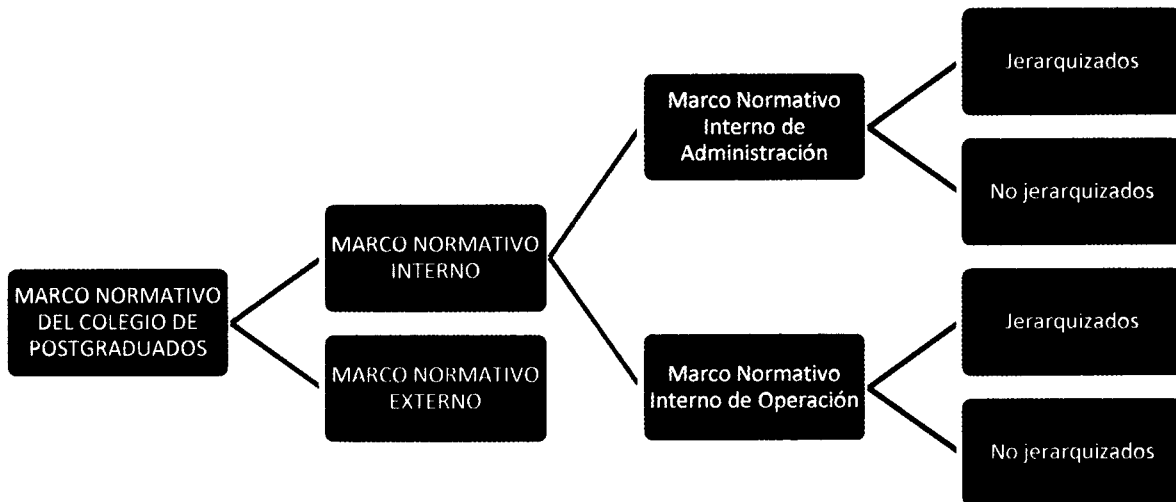 MARCO NORMATIVO
DEL COLEGIO DE
POSTGRADUADOS
MARCO NORMATIVO
INTERNO
MARCO NORMATIVO
EXTERNO
Marco Normativo
Interno de
Administración
Marco Normativo
Interno de Operación
Jerarquizados
No jerarquizados
Jerarquizados
No jerarquizados